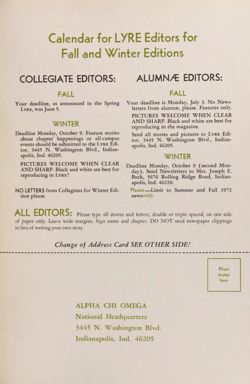 Calendar for LYRE Editors for
Fall and Winter Editions
COLLEGIATE EDITORS:
FALL
Your deadline, as announced in the Spring
LYRE, was June 5.
WINTER
Deadline Monday, October 9. Feature stories
about chapter happenings or all-campus
events should be submitted to the LYRE Edi-
tor, 3445 N. Washington Blvd., Indian-
apolis, Ind. 46205.
PICTURES WELCOME WHEN CLEAR
AND SHARP. Black and white are best for
reproducing in LYRE!
NO LETTERS from Collegians for Winter Edi-
tion please.
ALUMNÆ EDITORS:
FALL
Your deadline is Monday, July 3. No News-
letters from alumnæ, please. Features only.
PICTURES WELCOME WHEN CLEAR
AND SHARP. Black and white are best for
reproducing in the magazine.
Send all stories and pictures to LYRE Edi-
tor, 3445 N. Washington Blvd., Indian-
apolis, Ind. 46205.
WINTER
Deadline Monday, October 9 (second Mon-
day). Send Newsletters to Mrs. Joseph E.
Buck, 5676 Rolling Ridge Road, Indian-
apolis, Ind. 46220.
Please—Limit to Summer and Fall 1972
news only.
ALL EDITORS: Please type all stories and letters, double or triple spaced, on one side
of paper only. Leave wide margins. Sign name and chapter. DO NOT send newspaper clippings
in lieu of writing your own story.
Change of Address Card SEE OTHER SIDE!
Place
stamp
here
ALPHA CHI OMEGA
National Headquarters
3445 N. Washington Blvd.
Indianapolis, Ind. 46205